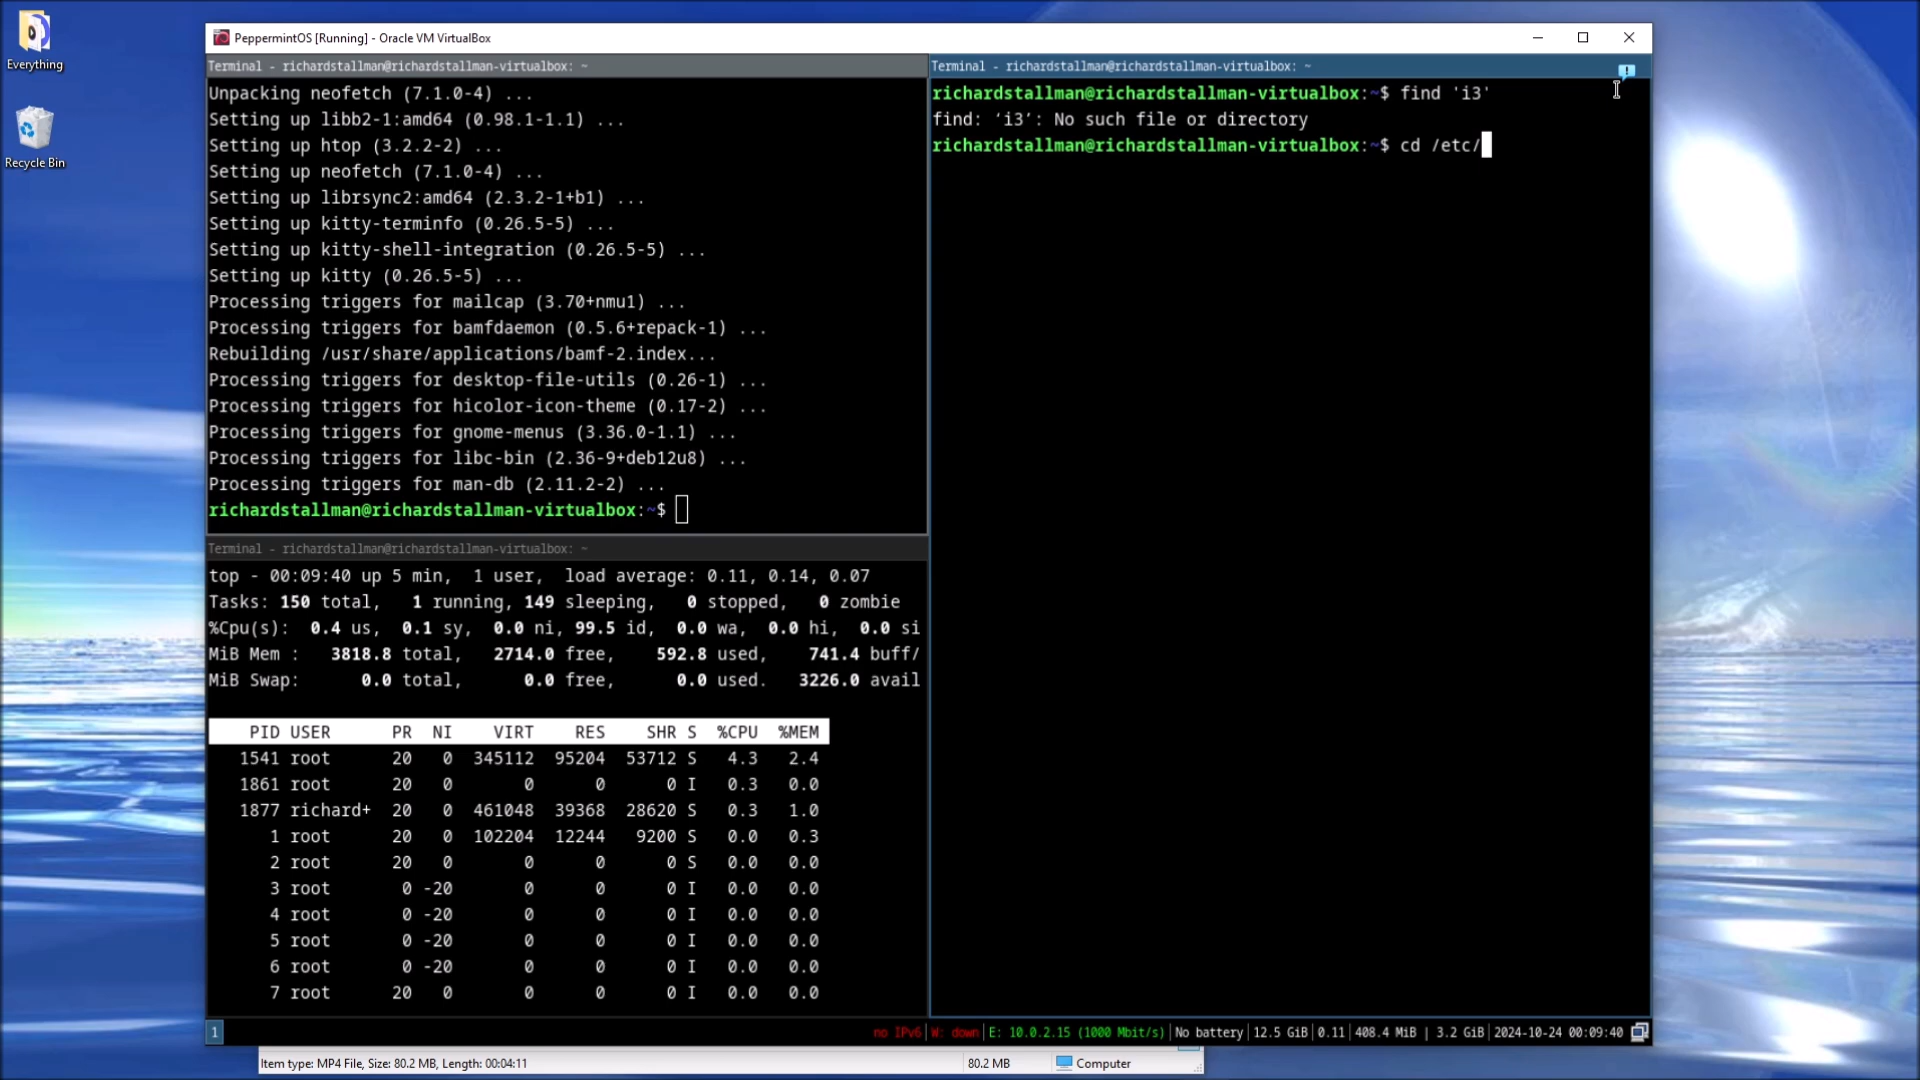 Everything
Recycle Bin
PeppermintOS [Running] - Oracle VM VirtualBox
Terminal - richardstallman@richardstallman-virtualbox: ~
Unpacking neofetch (7.1.0-4) ...
Setting up libb2-1:amd64 (0.98.1-1.1) ...
Setting up htop (3.2.2-2) ...
Setting up neofetch (7.1.0-4) ...
Setting up librsync2:amd64 (2.3.2-1+b1) ...
Setting up kitty-terminfo (0.26.5-5) ...
Setting up kitty-shell-integration (0.26.5-5) ...
Setting up kitty (0.26.5-5) ...
Processing triggers for mailcap (3.70+nmu1) ...
Processing triggers for bamfdaemon (0.5.6+repack-1) ...
Rebuilding /usr/share/applications/bamf-2.index...
Processing triggers for desktop-file-utils (0.26-1) ...
Processing triggers for hicolor-icon-theme (0.17-2) ...
Processing triggers for gnome-menus (3.36.0-1.1) ...
Processing triggers for libc-bin (2.36-9+deb12u8) ...
Processing triggers for man-db (2.11.2-2) ...
richardstallman@richardstallman-virtualbox:~$
Terminal - richardstallman@richardstallman-virtualbox: ~
top - 00:09:40 up 5 min,  1 user,  load average: 0.11, 0.14, 0.07
Tasks: 150 total,   1 running, 149 sleeping,   0 stopped,   0 zombie
%Cpu(s):  0.4 us,  0.1 sy,  0.0 ni, 99.5 id,  0.0 wa,  0.0 hi,  0.0 si
MiB Mem :   3818.8 total,   2714.0 free,    592.8 used,    741.4 buff/
MiB Swap:      0.0 total,      0.0 free,      0.0 used.   3226.0 avail
PID USER PR NI VIRT RES SHR S %CPU %MEM
1541 root 20 0 345112 95204 53712 S 4.3 2.4
1861 root 20 0 0 0 0 I 0.3 0.0
1877 richard+ 20 0 461048 39368 28620 S 0.3 1.0
1 root 20 0 102204 12244 9200 S 0.0 0.3
2 root 20 0 0 0 0 S 0.0 0.0
3 root 0 -20 0 0 0 I 0.0 0.0
4 root 0 -20 0 0 0 I 0.0 0.0
5 root 0 -20 0 0 0 I 0.0 0.0
6 root 0 -20 0 0 0 I 0.0 0.0
7 root 20 0 0 0 0 I 0.0 0.0
Terminal - richardstallman@richardstallman-virtualbox: ~
richardstallman@richardstallman-virtualbox:~$ find 'i3'
find: ‘i3’: No such file or directory
richardstallman@richardstallman-virtualbox:~$ cd /etc/
1
no IPv6|W: down|E: 10.0.2.15 (1000 Mbit/s)|No battery|12.5 GiB|0.11|408.4 MiB | 3.2 GiB|2024-10-24 00:09:40
Item type: MP4 File, Size: 80.2 MB, Length: 00:04:11
80.2 MB
Computer